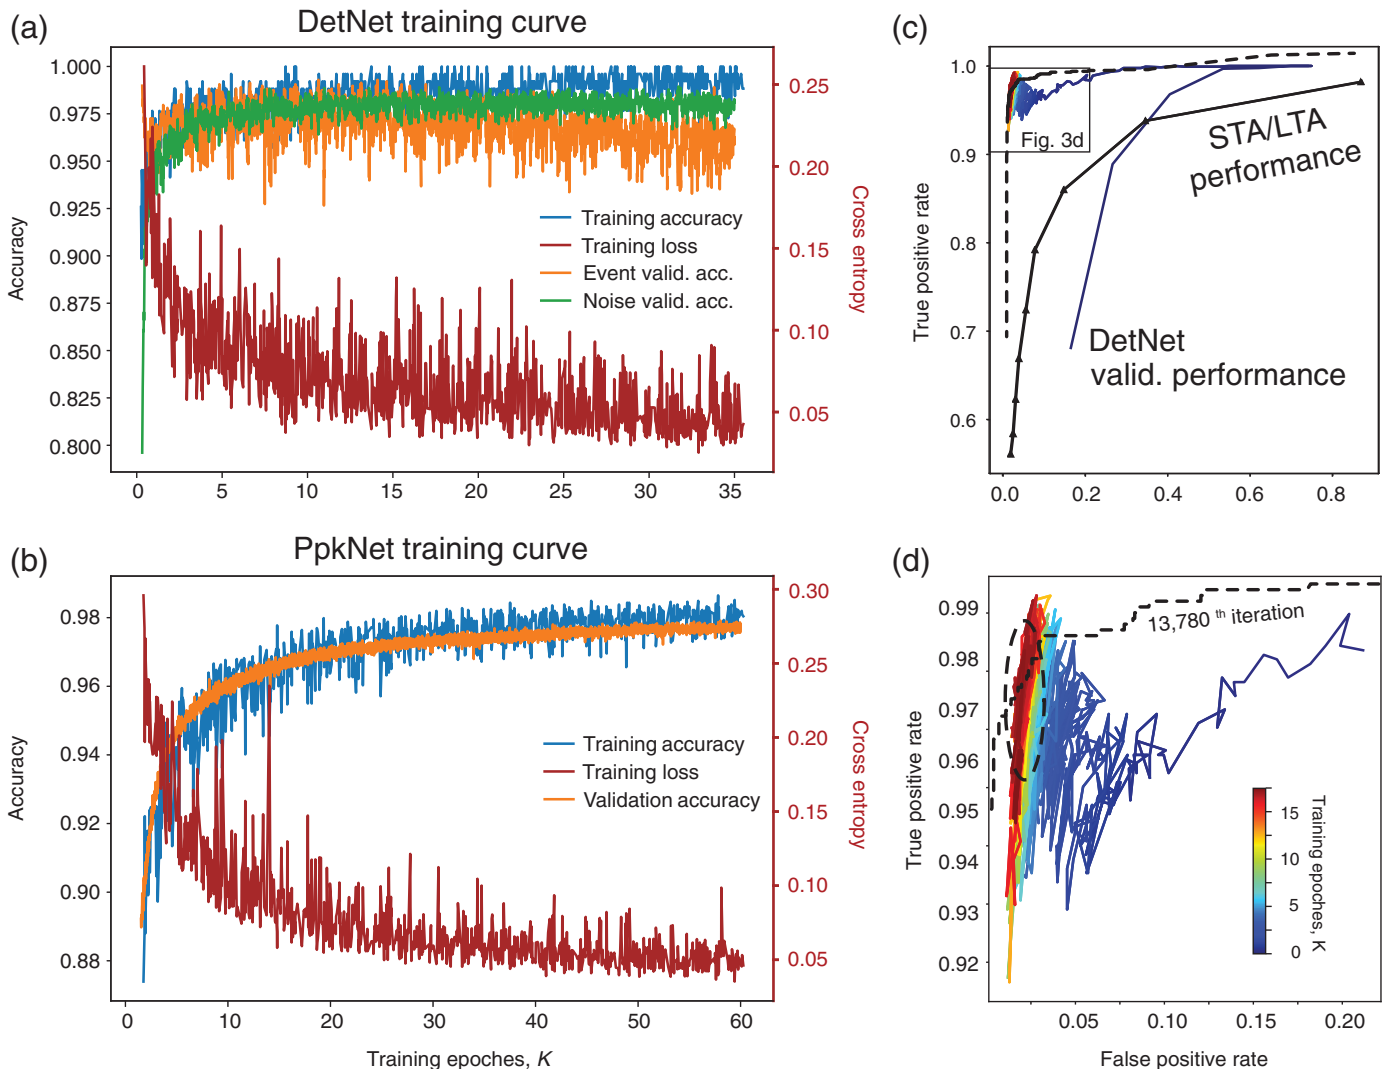 (a)
DetNet training curve
1.000
0.975
0.950
0.925
0.900
0.875
0.850
0.825
0.800
Accuracy
0.25
0.20
0.15
0.10
0.05
Cross entropy
Training accuracy
Training loss
Event valid. acc.
Noise valid. acc.
0 5 10 15 20 25 30 35
(b)
PpkNet training curve
0.98
0.96
0.94
0.92
0.90
0.88
Accuracy
0.30
0.25
0.20
0.15
0.10
0.05
Cross entropy
Training accuracy
Training loss
Validation accuracy
0 10 20 30 40 50 60
Training epoches, K
(c)
1.0
0.9
0.8
0.7
0.6
True positive rate
Fig. 3d
STA/LTA
performance
DetNet
valid. performance
0.0 0.2 0.4 0.6 0.8
(d)
0.99
0.98
0.97
0.96
0.95
0.94
0.93
0.92
True positive rate
13,780 th iteration
15
10
5
0
Training epoches, K
0.05 0.10 0.15 0.20
False positive rate